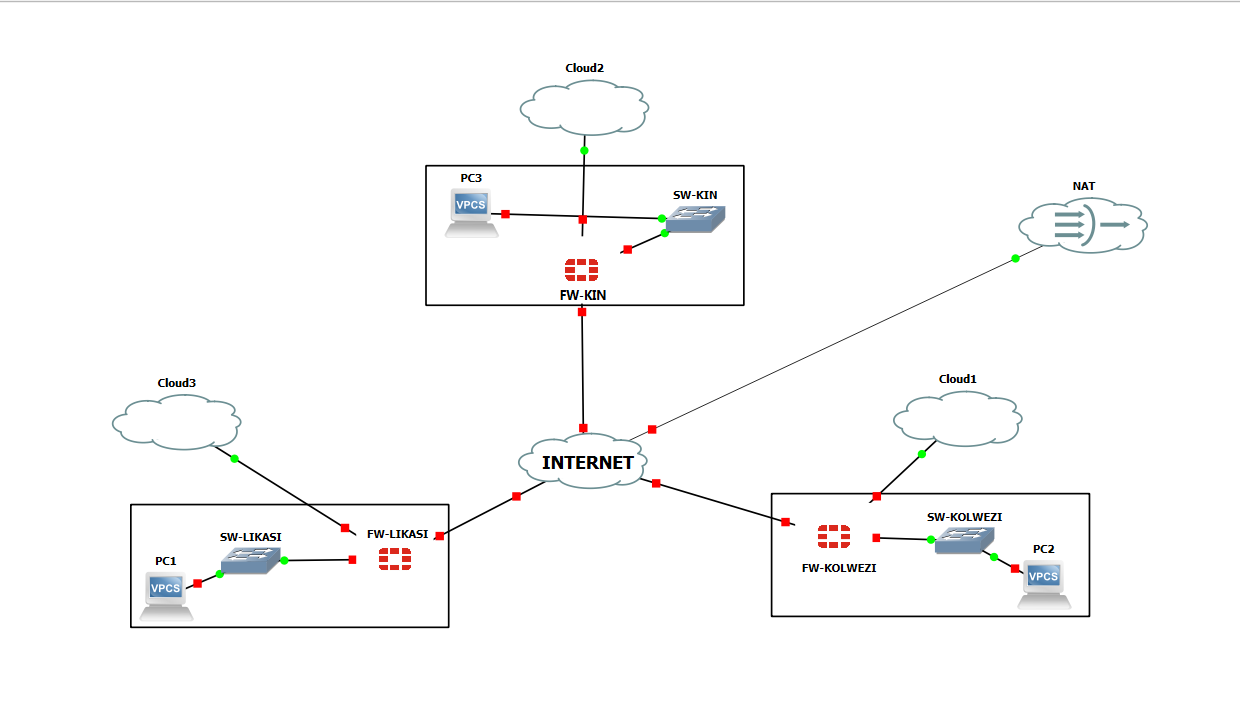 Cloud2
PC3
VPCS
SW-KIN
FW-KIN
NAT
Cloud3
Cloud1
INTERNET
SW-LIKASI
FW-LIKASI
PC1
VPCS
SW-KOLWEZI
FW-KOLWEZI
PC2
VPCS